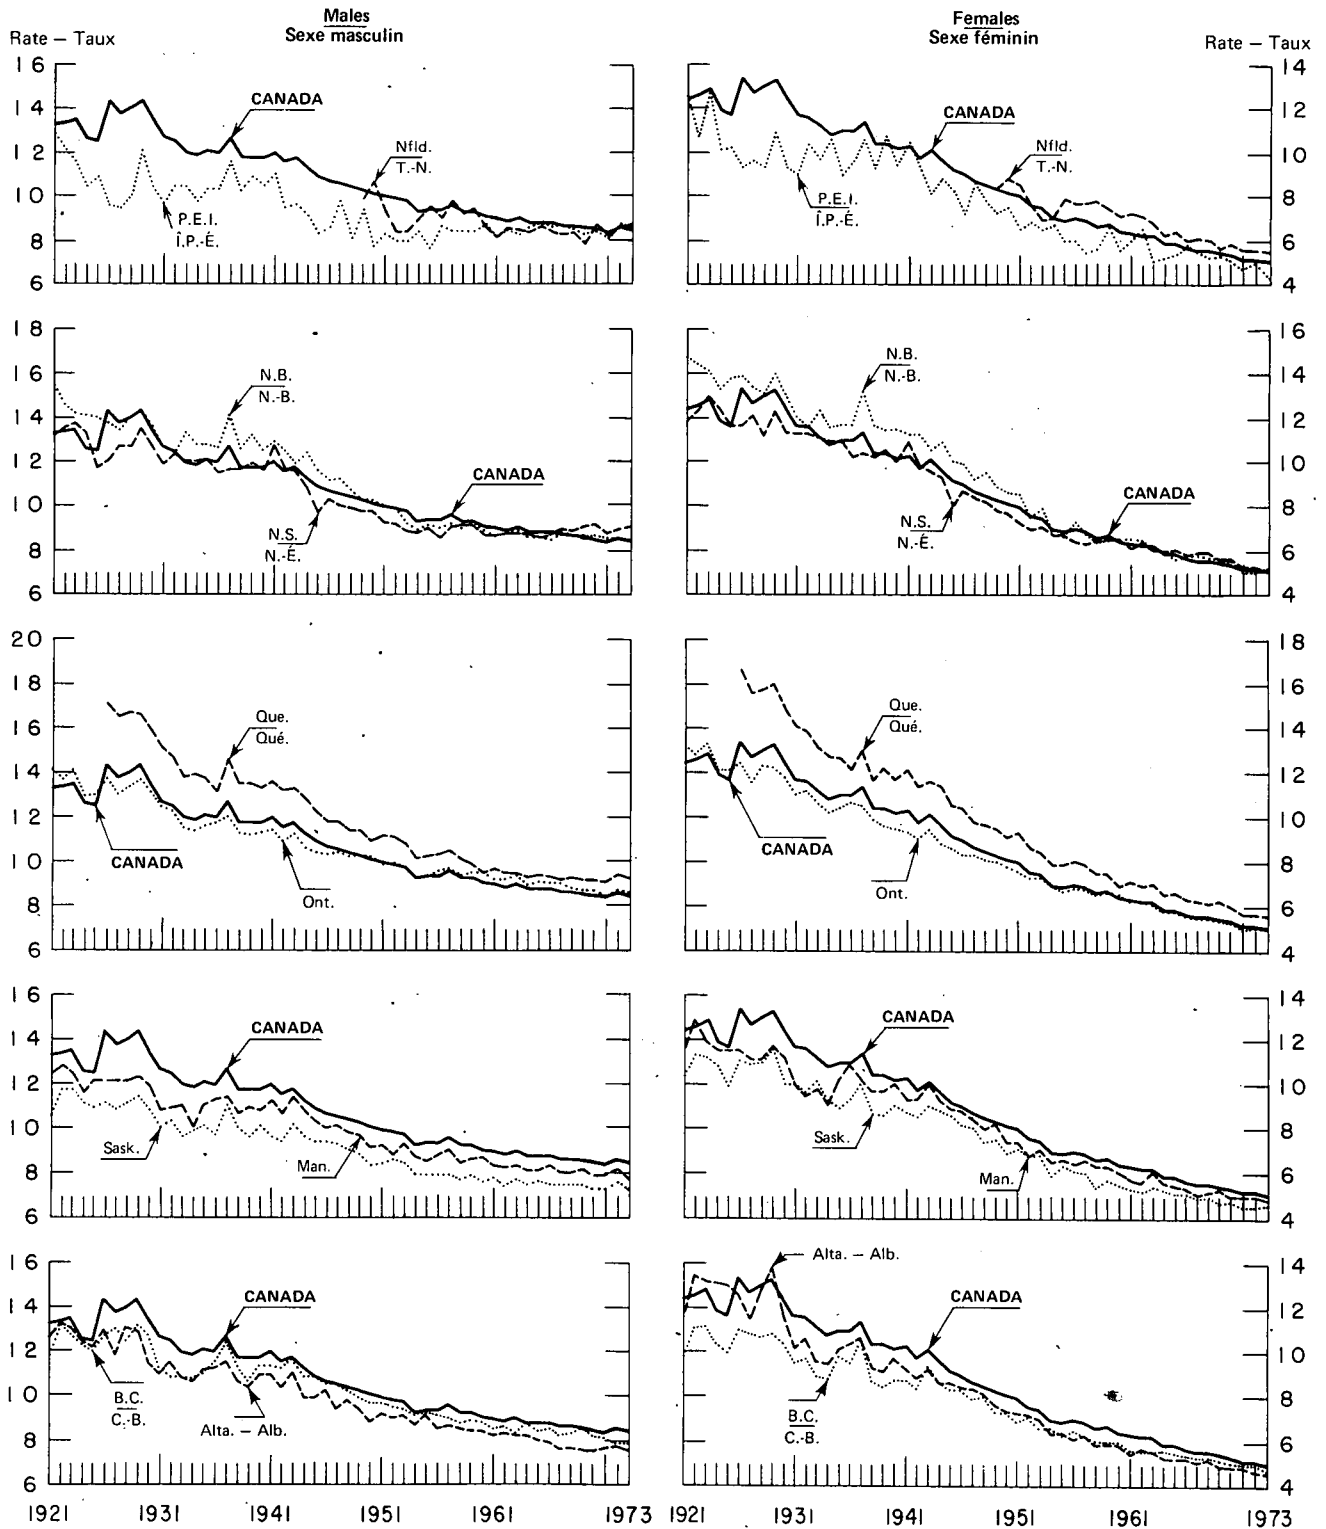 Males
Sexe masculin
Females
Sexe féminin
Rate – Taux
Rate – Taux
16
14
12
10
8
6
CANADA
Nfld.
T.-N.
P.E.I.
Î.P.-É.
CANADA
Nfld.
T.-N.
P.E.I.
Î.P.-É.
14
12
10
8
6
4
18
16
14
12
10
8
6
N.B.
N.-B.
CANADA
N.S.
N.-É.
N.B.
N.-B.
CANADA
N.S.
N.-É.
16
14
12
10
8
6
4
20
18
16
14
12
10
8
6
Que.
Qué.
CANADA
Ont.
Que.
Qué.
CANADA
Ont.
18
16
14
12
10
8
6
4
16
14
12
10
8
6
CANADA
Sask.
Man.
CANADA
Sask.
Man.
14
12
10
8
6
4
16
14
12
10
8
6
CANADA
B.C.
C.-B.
Alta. – Alb.
Alta. – Alb.
CANADA
B.C.
C.-B.
14
12
10
8
6
4
1921 1931 1941 1951 1961 1973
1921 1931 1941 1951 1961 1973